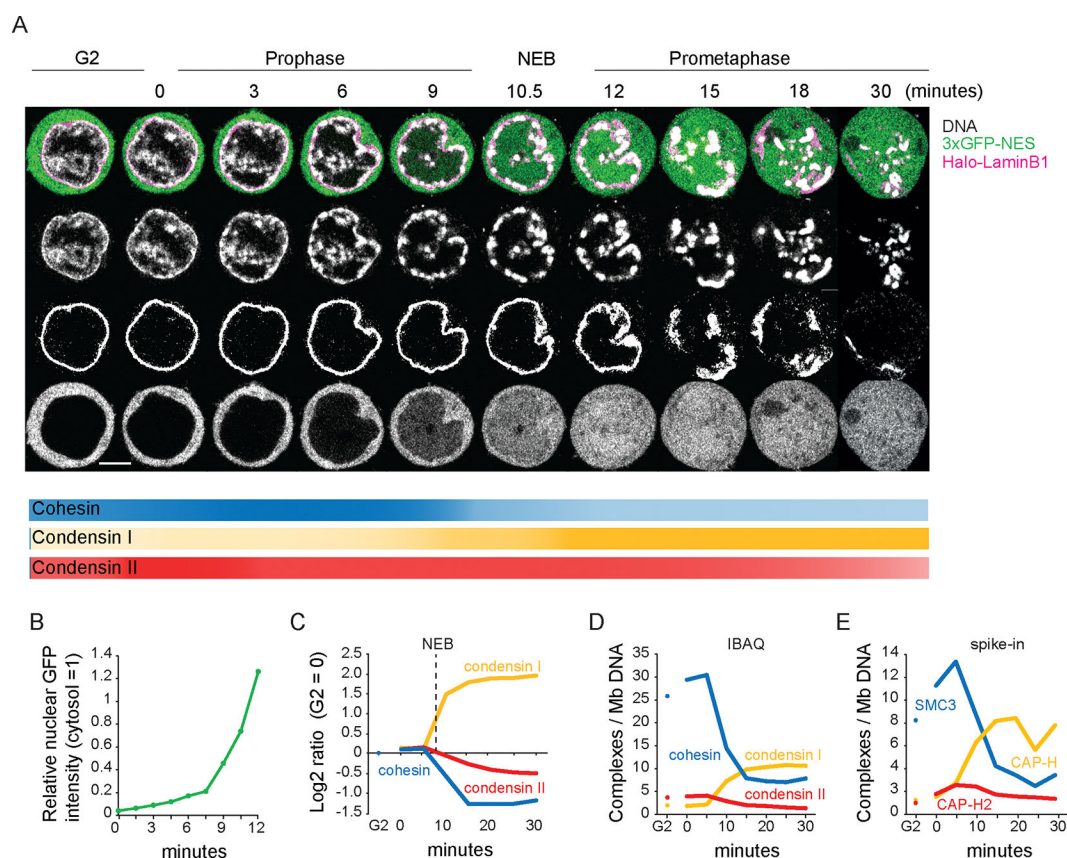 A
G2 Prophase NEB Prometaphase
0 3 6 9 10.5 12 15 18 30 (minutes)
DNA
3xGFP-NES
Halo-LaminB1
Cohesin
Condensin I
Condensin II
B
Relative nuclear GFP
intensity (cytosol =1)
1.4
1.2
1
0.8
0.6
0.4
0.2
0
0 3 6 9 12
minutes
C
NEB
Log2 ratio (G2 = 0)
2.5
2.0
1.5
1.0
0.5
0
-0.5
-1.0
-1.5
condensin I
cohesin
condensin II
G2 0 10 20 30
minutes
D
IBAQ
Complexes / Mb DNA
35
30
25
20
15
10
5
0
cohesin
condensin I
condensin II
G2 0 10 20 30
minutes
E
spike-in
Complexes / Mb DNA
14
12
10
8
6
4
2
0
SMC3
CAP-H
CAP-H2
G2 0 10 20 30
minutes